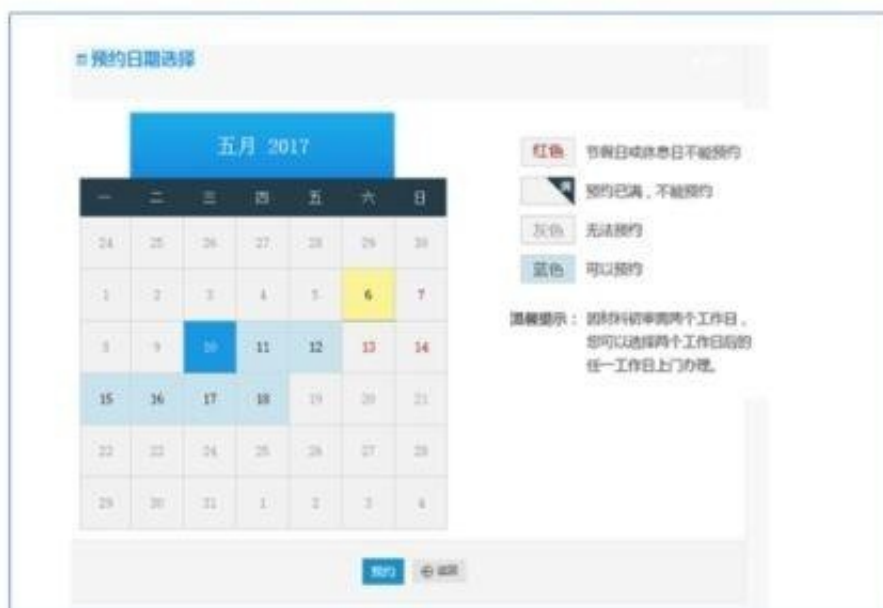 预约日期选择
五月 2017
一 二 三 四 五 六 日
24 25 26 27 28 29 30
1 2 3 4 5 6 7
8 9 10 11 12 13 14
15 16 17 18 19 20 21
22 23 24 25 26 27 28
29 30 31 1 2 3 4
红色 节假日或休息日不能预约
满 预约已满，不能预约
灰色 无法预约
蓝色 可以预约
温馨提示： 因材料初审需两个工作日，
您可以选择两个工作日后的
任一工作日上门办理。
预约 返回